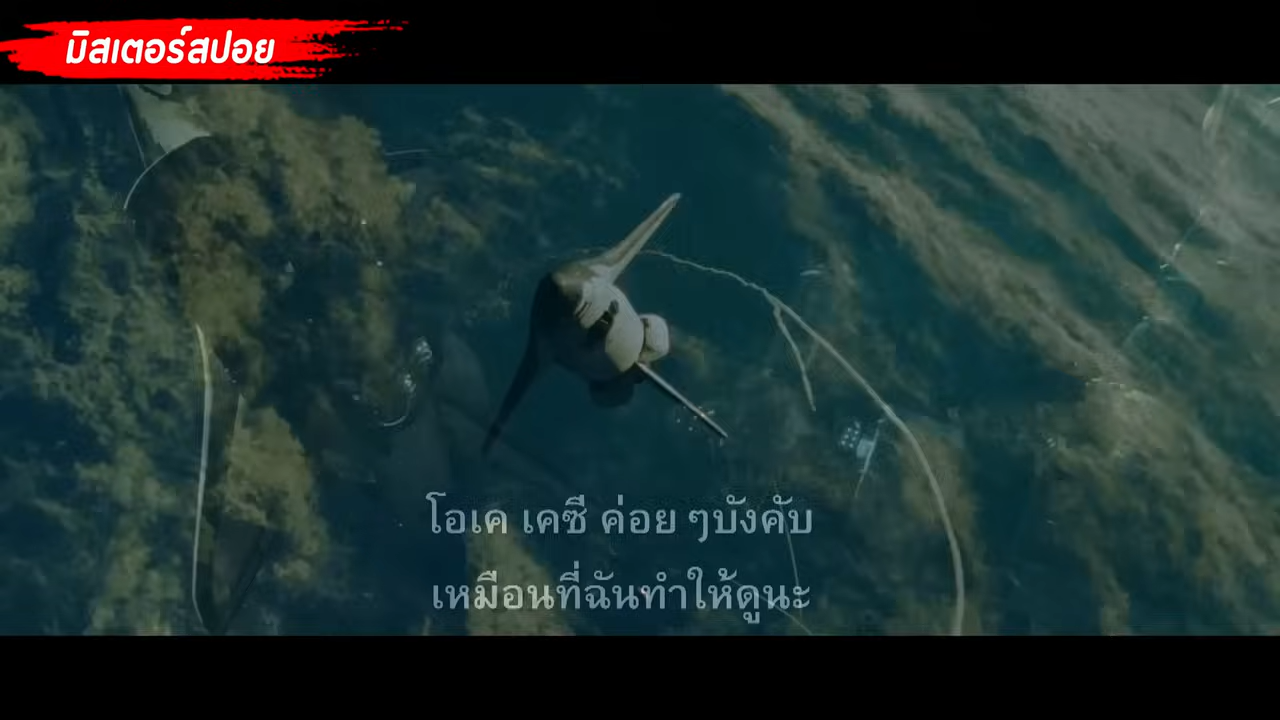 มิสเตอร์สปอย
โอเค เคซี ค่อย ๆบังคับ
เหมือนที่ฉันทำให้ดูนะ